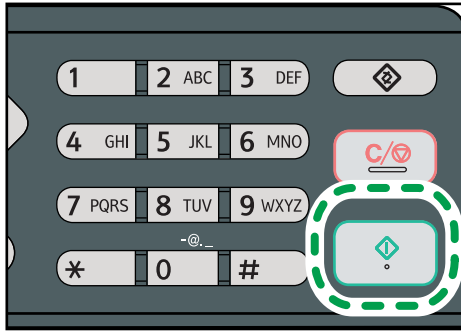 1 2 ABC 3 DEF
4 GHI 5 JKL 6 MNO
C/
7 PQRS 8 TUV 9 WXYZ
-@._
* 0 #